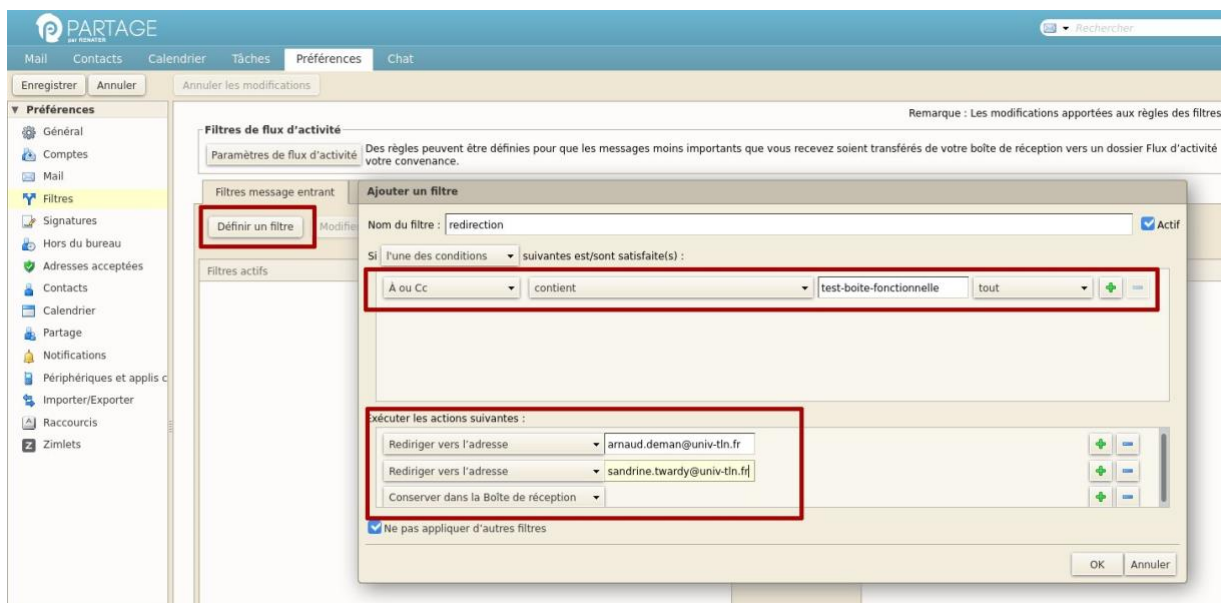 PARTAGE
par RENATER
Rechercher
Mail Contacts Calendrier Tâches Préférences Chat
Enregistrer Annuler Annuler les modifications
Préférences
Général
Comptes
Mail
Filtres
Signatures
Hors du bureau
Adresses acceptées
Contacts
Calendrier
Partage
Notifications
Périphériques et applis c
Importer/Exporter
Raccourcis
Zimlets
Remarque : Les modifications apportées aux règles des filtres
Filtres de flux d'activité
Paramètres de flux d'activité
Des règles peuvent être définies pour que les messages moins importants que vous recevez soient transférés de votre boîte de réception vers un dossier Flux d'activité
votre convenance.
Filtres message entrant
Définir un filtre Modifie
Filtres actifs
Ajouter un filtre
Nom du filtre : redirection Actif
Si l'une des conditions suivantes est/sont satisfaite(s) :
À ou Cc contient test-boite-fonctionnelle tout
Exécuter les actions suivantes :
Rediriger vers l'adresse arnaud.deman@univ-tln.fr
Rediriger vers l'adresse sandrine.twardy@univ-tln.fr
Conserver dans la Boîte de réception
Ne pas appliquer d'autres filtres
OK Annuler